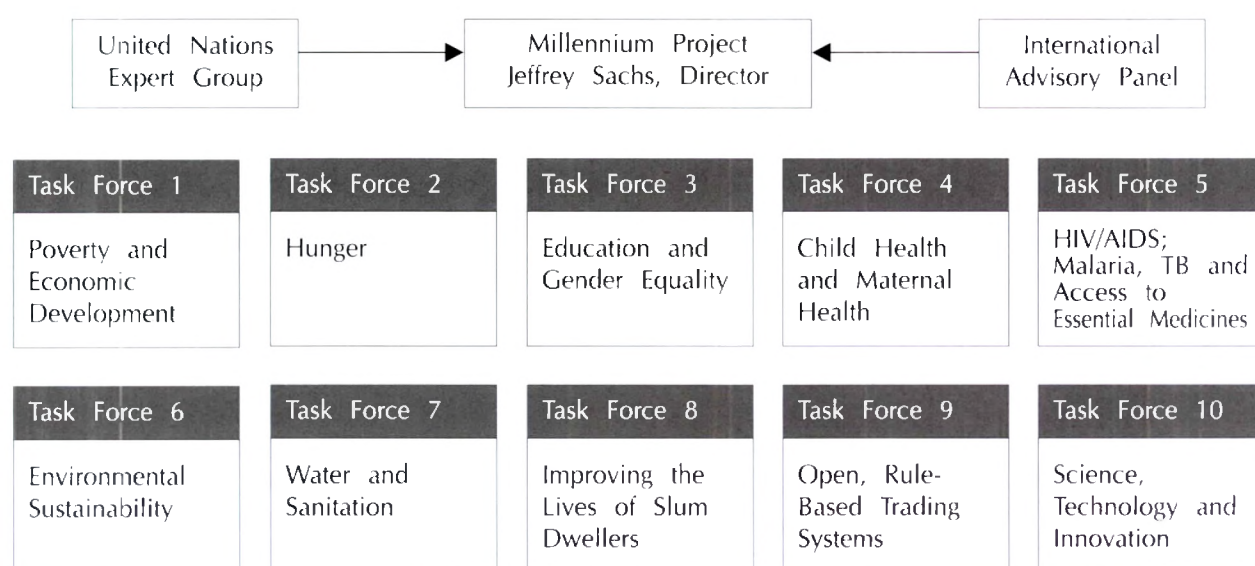 United Nations
Expert Group
Millennium Project
Jeffrey Sachs, Director
International
Advisory Panel
Task Force 1
Poverty and
Economic
Development
Task Force 2
Hunger
Task Force 3
Education and
Gender Equality
Task Force 4
Child Health
and Maternal
Health
Task Force 5
HIV/AIDS;
Malaria, TB and
Access to
Essential Medicines
Task Force 6
Environmental
Sustainability
Task Force 7
Water and
Sanitation
Task Force 8
Improving the
Lives of Slum
Dwellers
Task Force 9
Open, Rule-
Based Trading
Systems
Task Force 10
Science,
Technology and
Innovation